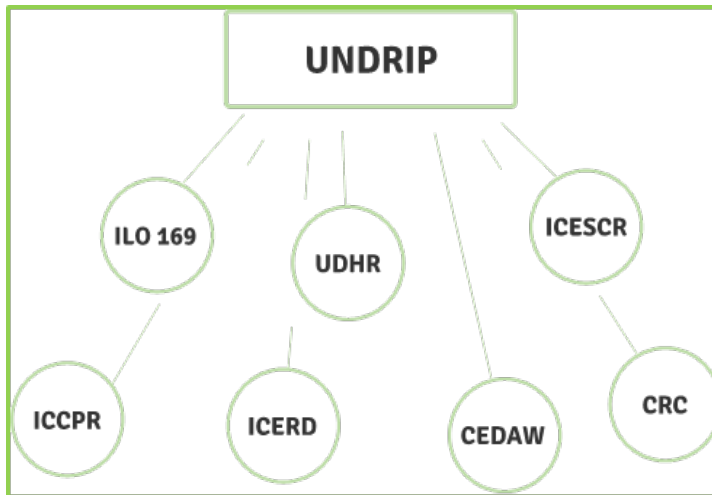 UNDRIP
ILO 169
UDHR
ICESCR
ICCPR
ICERD
CEDAW
CRC